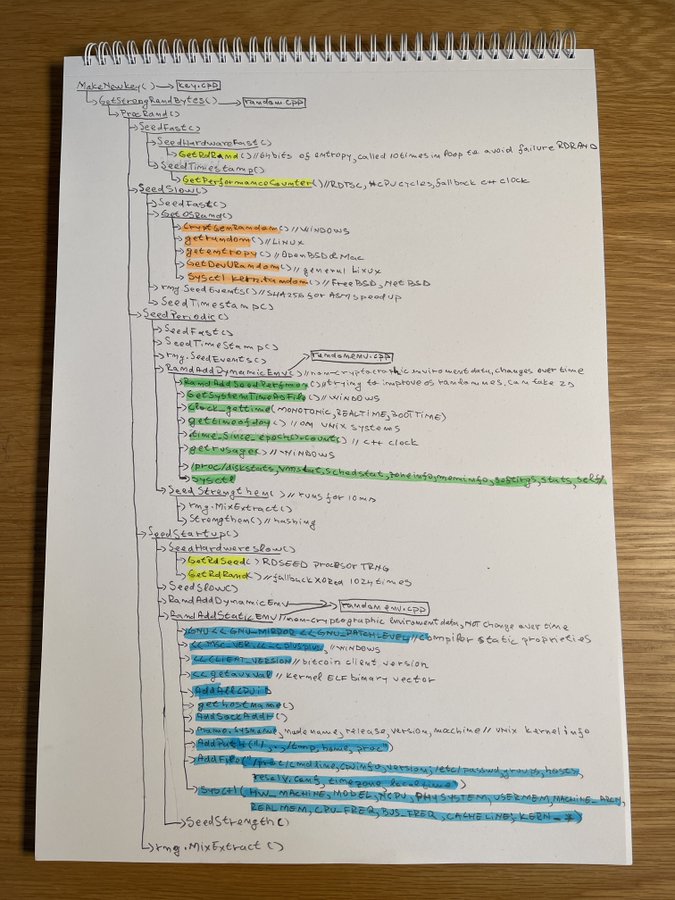 MakeNewKey() → key.cpp
GetStrongRandBytes() → random.cpp
ProcRand()
SeedFast()
SeedHardwareFast()
GetRdRand() // 64bits of entropy, called 10 times in loop to avoid failure RDRAND
SeedTimestamp()
GetPerformanceCounter() // RDTSC, #CPU cycles, fallback c++ clock
SeedSlow()
SeedFast()
GetOSRand()
CryptGenRandom() // WINDOWS
getrandom() // LINUX
getentropy() // OpenBSD & Mac
GetDevURandom() // general Linux
Sysctl kern.random() // FreeBSD, NetBSD
rng.SeedEvents() // SHA256 for ASM speed up
SeedTimestamp()
SeedPeriodic()
SeedFast()
SeedTimeStamp()
rng.SeedEvents()
randomenv.cpp
RandAddDynamicEnv() // non-cryptographic enviroment data, changes over time
RandAddSeedPerfmon() // trying to improve os randomnes, can take 2s
GetSystemTimeAsFile() // WINDOWS
Clock_gettime(MONOTONIC, REALTIME, BOOTTIME)
gettimeofday() // on UNIX systems
time_since_epoch().count() // C++ clock
getrusage() // WINDOWS
/proc/diskstats, vmstat, schedstat, zoneinfo, meminfo, softirqs, stats, self/
Sysctl
SeedStrengthen() // runs for 10ms
rng.MixExtract()
Strengthen() // hashing
SeedStartup()
SeedHardwareSlow()
GetRdSeed() RDSEED procesor TRNG
GetRdRand() // fallback XORed 1024 times
SeedSlow()
RandAddDynamicEnv → random env.cpp
RandAddStaticEnv // non-cryptographic enviroment data, NOT change over time
GNU << GNU_MINOR << GNU_PATCHLEVEL // compiler static proprieties
<< MSC_VER, << cplusplus, // WINDOWS
<< CLIENT_VERSION // bitcoin client version
<< getauxval // Kernel ELF binary vector
AddAllCPUID
getHostName()
AddSockAddr()
uname.sysname, nodename, release, version, machine // UNIX kernel info
AddPath("/, ., /tmp, home, proc")
AddFile("/proc/cmdline, cpuinfo, version; /etc/passwd, groups, hosts,
resolv.conf, timezone, localtime")
Sysctl(HW_MACHINE, MODEL, NCPU, PHYSYSTEM, USERMEM, MACHINE_ARCH,
REALMEM, CPU_FREQ, BUS_FREQ, CACHELINE; KERN_*)
SeedStrength()
rng.MixExtract()